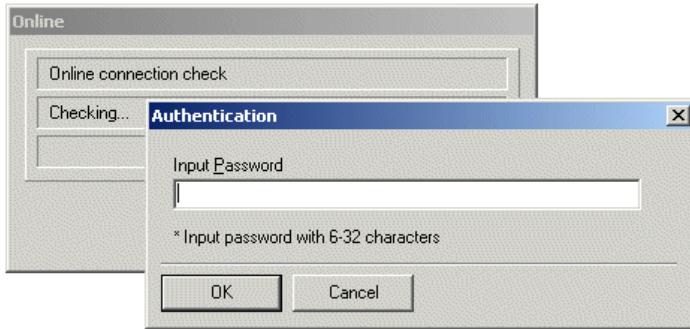 Online
Online connection check
Checking...
Authentication
Input Password
* Input password with 6-32 characters
OK
Cancel